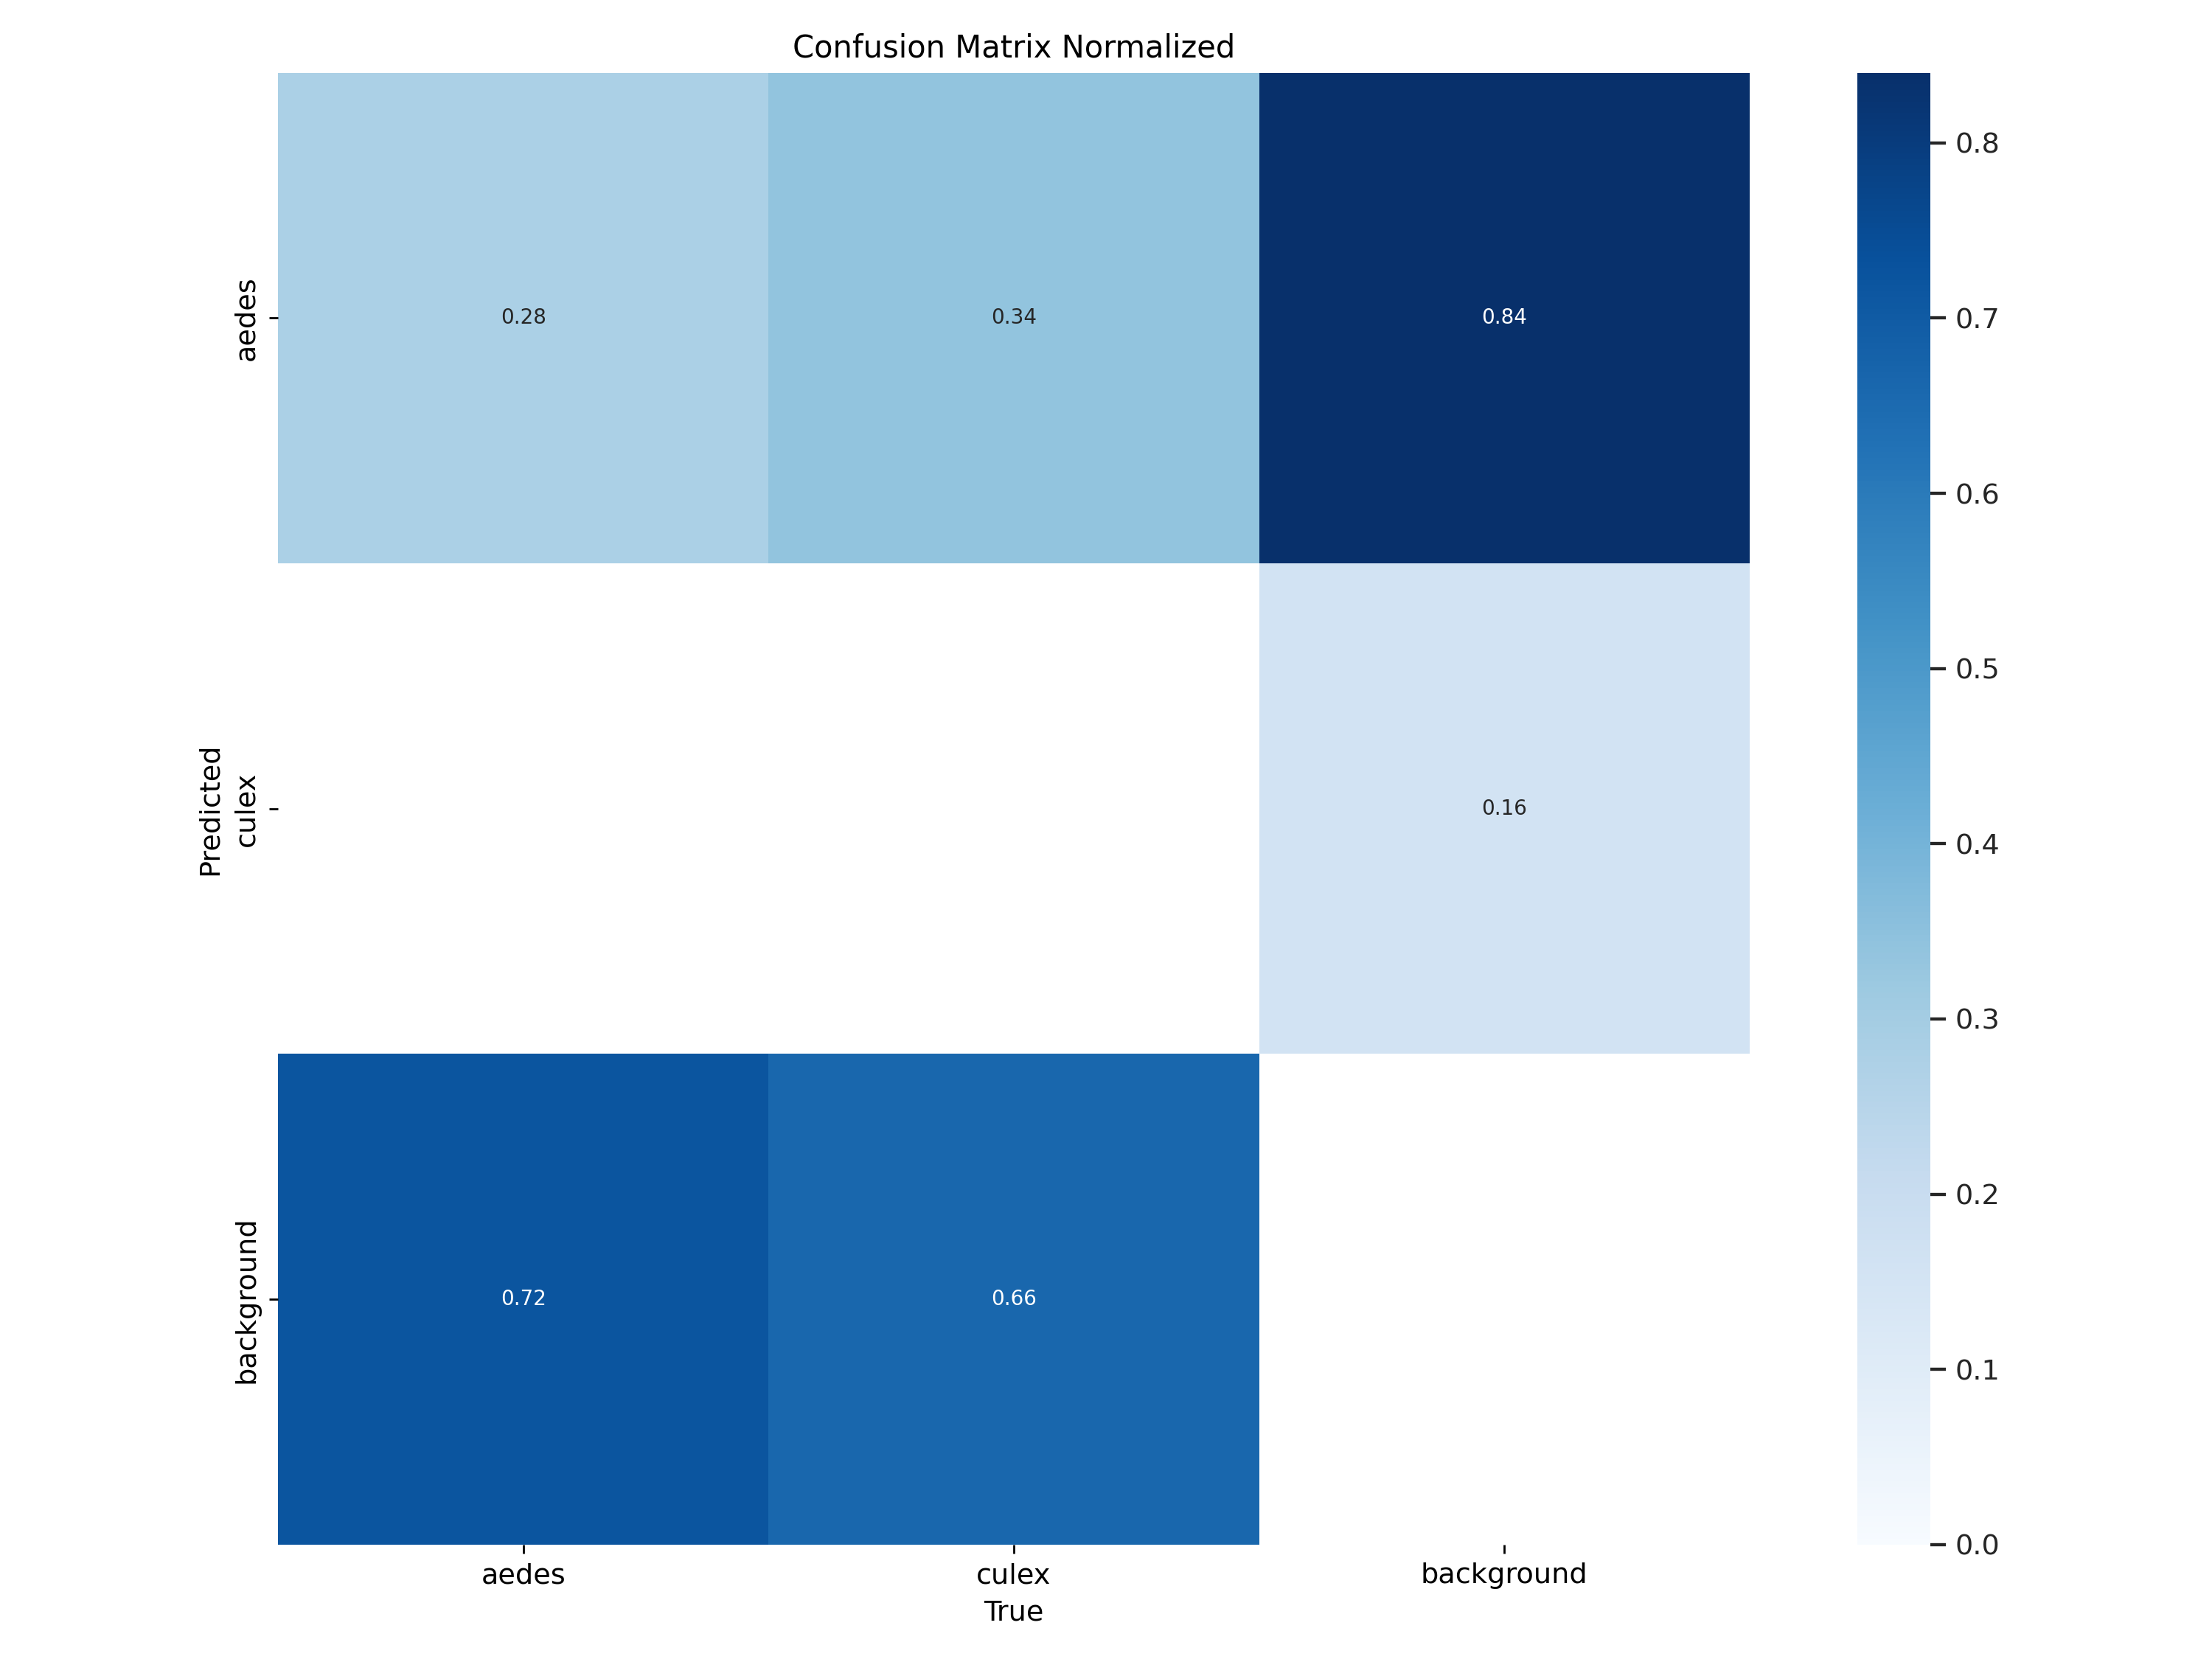 Confusion Matrix Normalized
aedes
0.28
0.34
0.84
Predicted
culex
0.16
background
0.72
0.66
aedes
culex
background
True
0.8
0.7
0.6
0.5
0.4
0.3
0.2
0.1
0.0